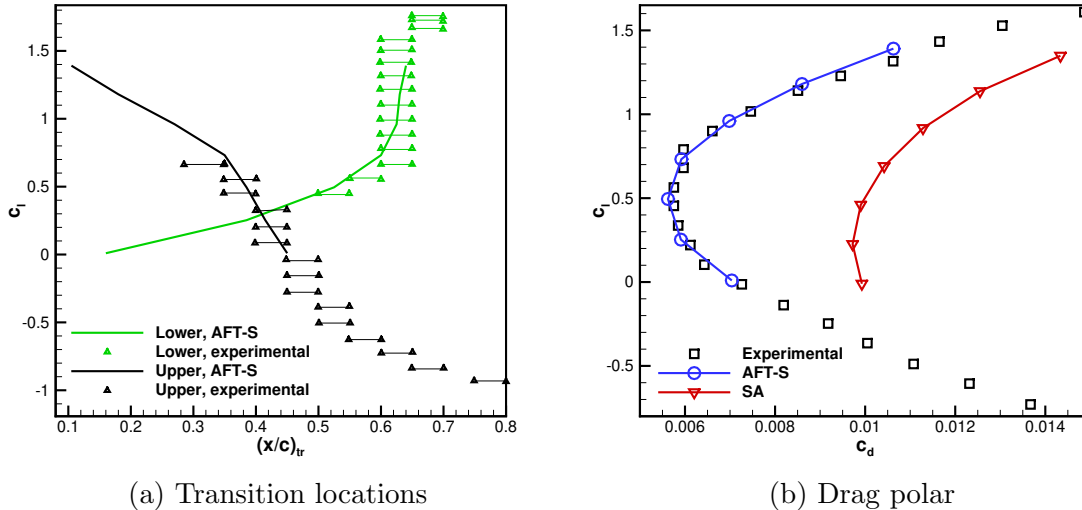 1.5
1
0.5
0
-0.5
-1
c_l
Lower, AFT-S
Lower, experimental
Upper, AFT-S
Upper, experimental
0.1 0.2 0.3 0.4 0.5 0.6 0.7 0.8
(x/c)_tr
(a) Transition locations
1.5
1
0.5
0
-0.5
c_l
Experimental
AFT-S
SA
0.006 0.008 0.01 0.012 0.014
c_d
(b) Drag polar